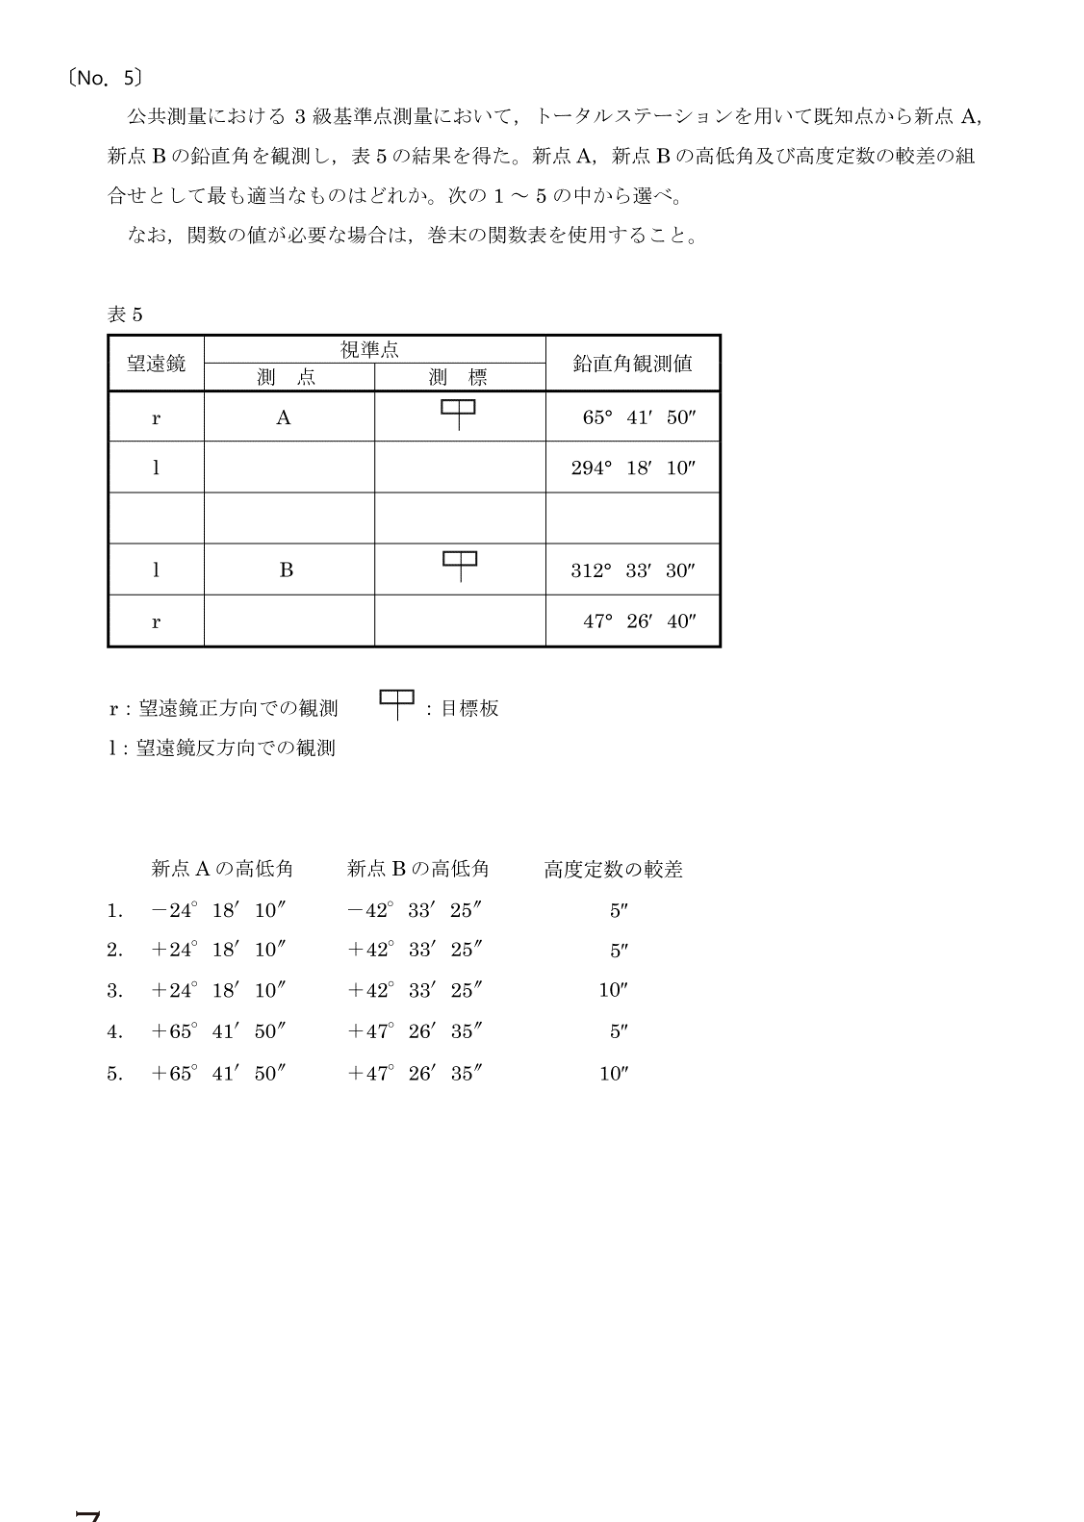 〔No. 5〕
公共測量における 3 級基準点測量において，トータルステーションを用いて既知点から新点 A，
新点 B の鉛直角を観測し，表 5 の結果を得た。新点 A，新点 B の高低角及び高度定数の較差の組
合せとして最も適当なものはどれか。次の 1 ～ 5 の中から選べ。
なお，関数の値が必要な場合は，巻末の関数表を使用すること。
表 5
望遠鏡 視準点 鉛直角観測値
測　点 測　標
r A 65° 41′ 50″
l 294° 18′ 10″
l B 312° 33′ 30″
r 47° 26′ 40″
r：望遠鏡正方向での観測 ：目標板
l：望遠鏡反方向での観測
新点 A の高低角 新点 B の高低角 高度定数の較差
1. －24° 18′ 10″ －42° 33′ 25″ 5″
2. ＋24° 18′ 10″ ＋42° 33′ 25″ 5″
3. ＋24° 18′ 10″ ＋42° 33′ 25″ 10″
4. ＋65° 41′ 50″ ＋47° 26′ 35″ 5″
5. ＋65° 41′ 50″ ＋47° 26′ 35″ 10″